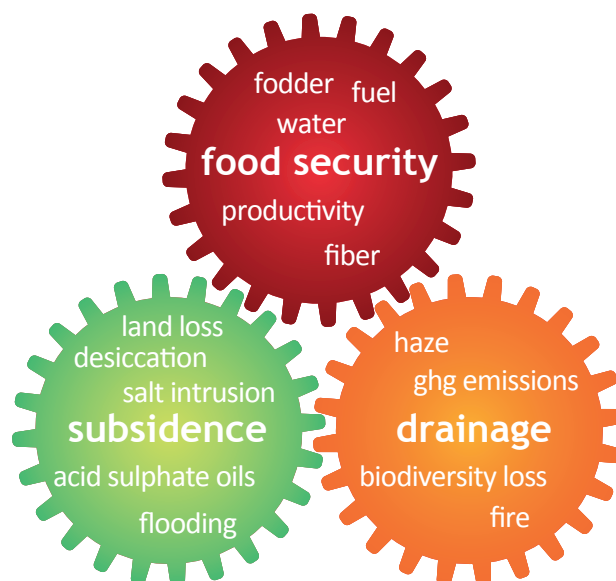 fodder
fuel
water
food security
productivity
fiber
land loss
desiccation
salt intrusion
subsidence
acid sulphate oils
flooding
haze
ghg emissions
drainage
biodiversity loss
fire